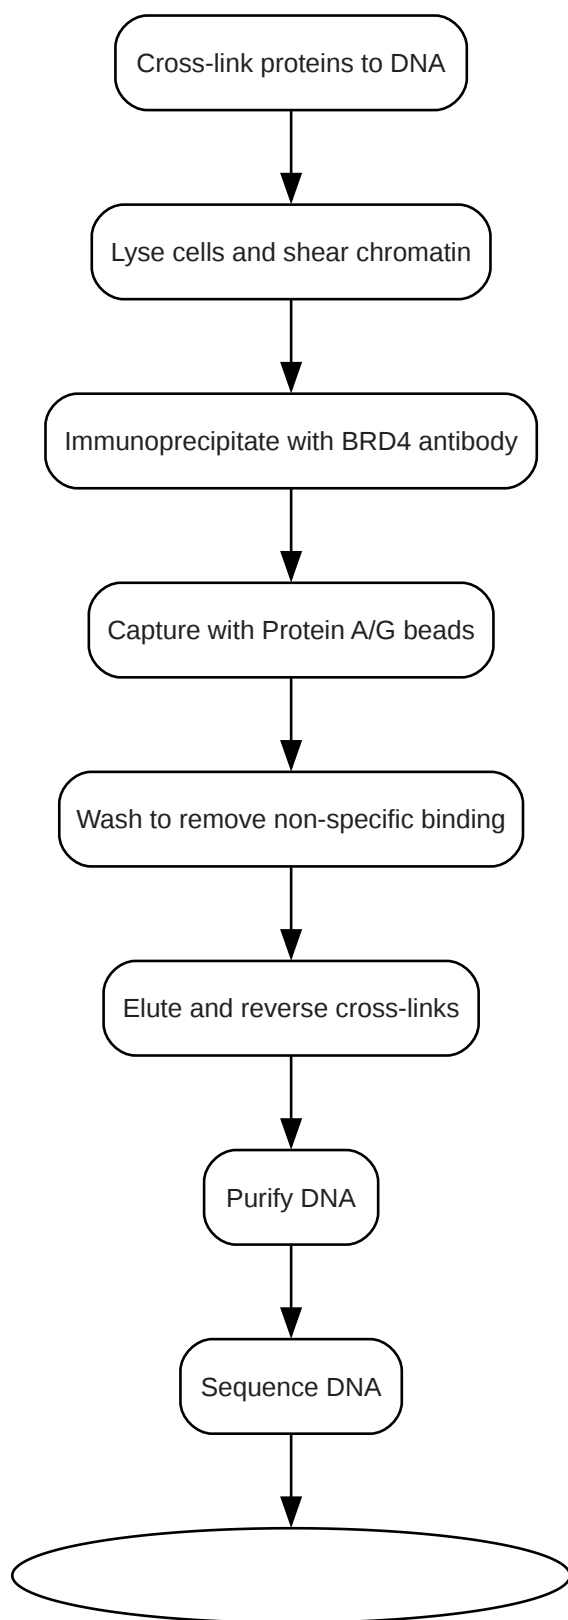 Cross-link proteins to DNA
Lyse cells and shear chromatin
Immunoprecipitate with BRD4 antibody
Capture with Protein A/G beads
Wash to remove non-specific binding
Elute and reverse cross-links
Purify DNA
Sequence DNA